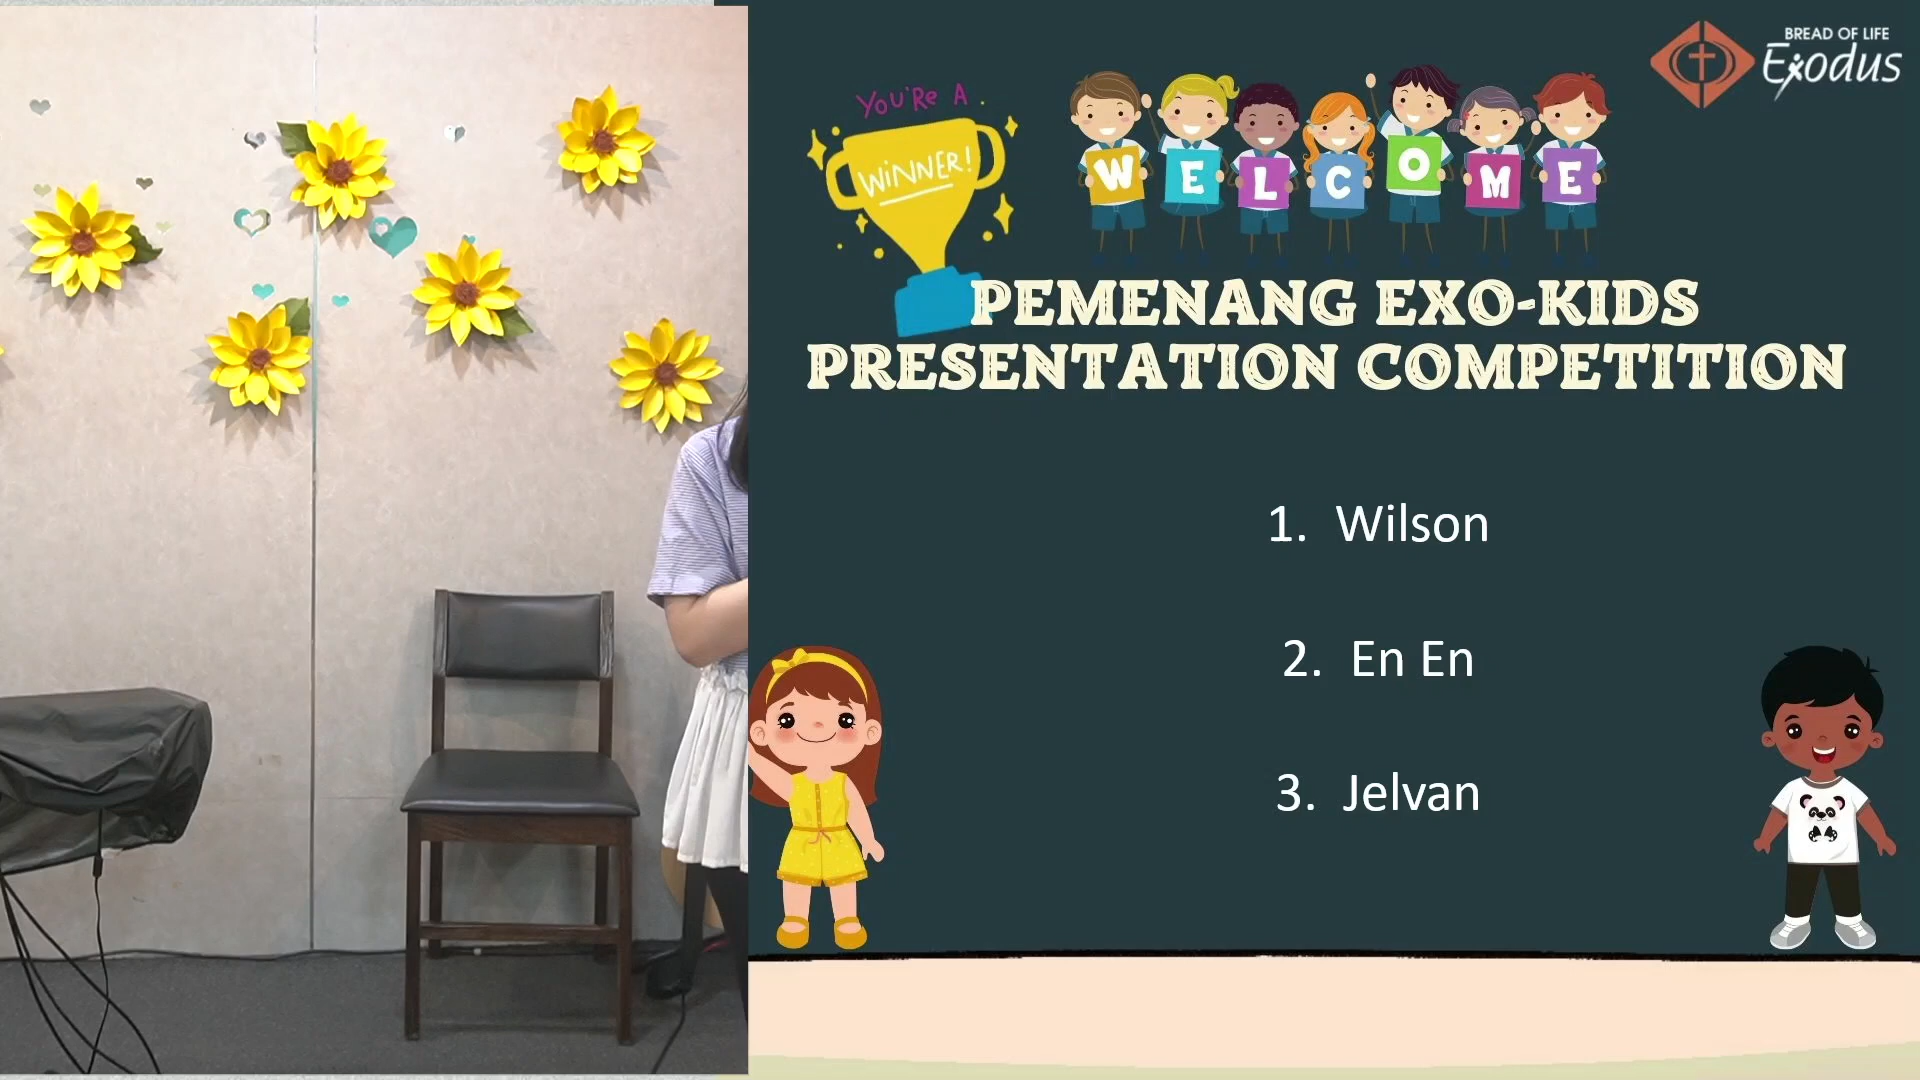 BREAD OF LIFE
Exodus
YOU'RE A
WINNER!
WELCOME
PEMENANG EXO-KIDS
PRESENTATION COMPETITION
1. Wilson
2. En En
3. Jelvan